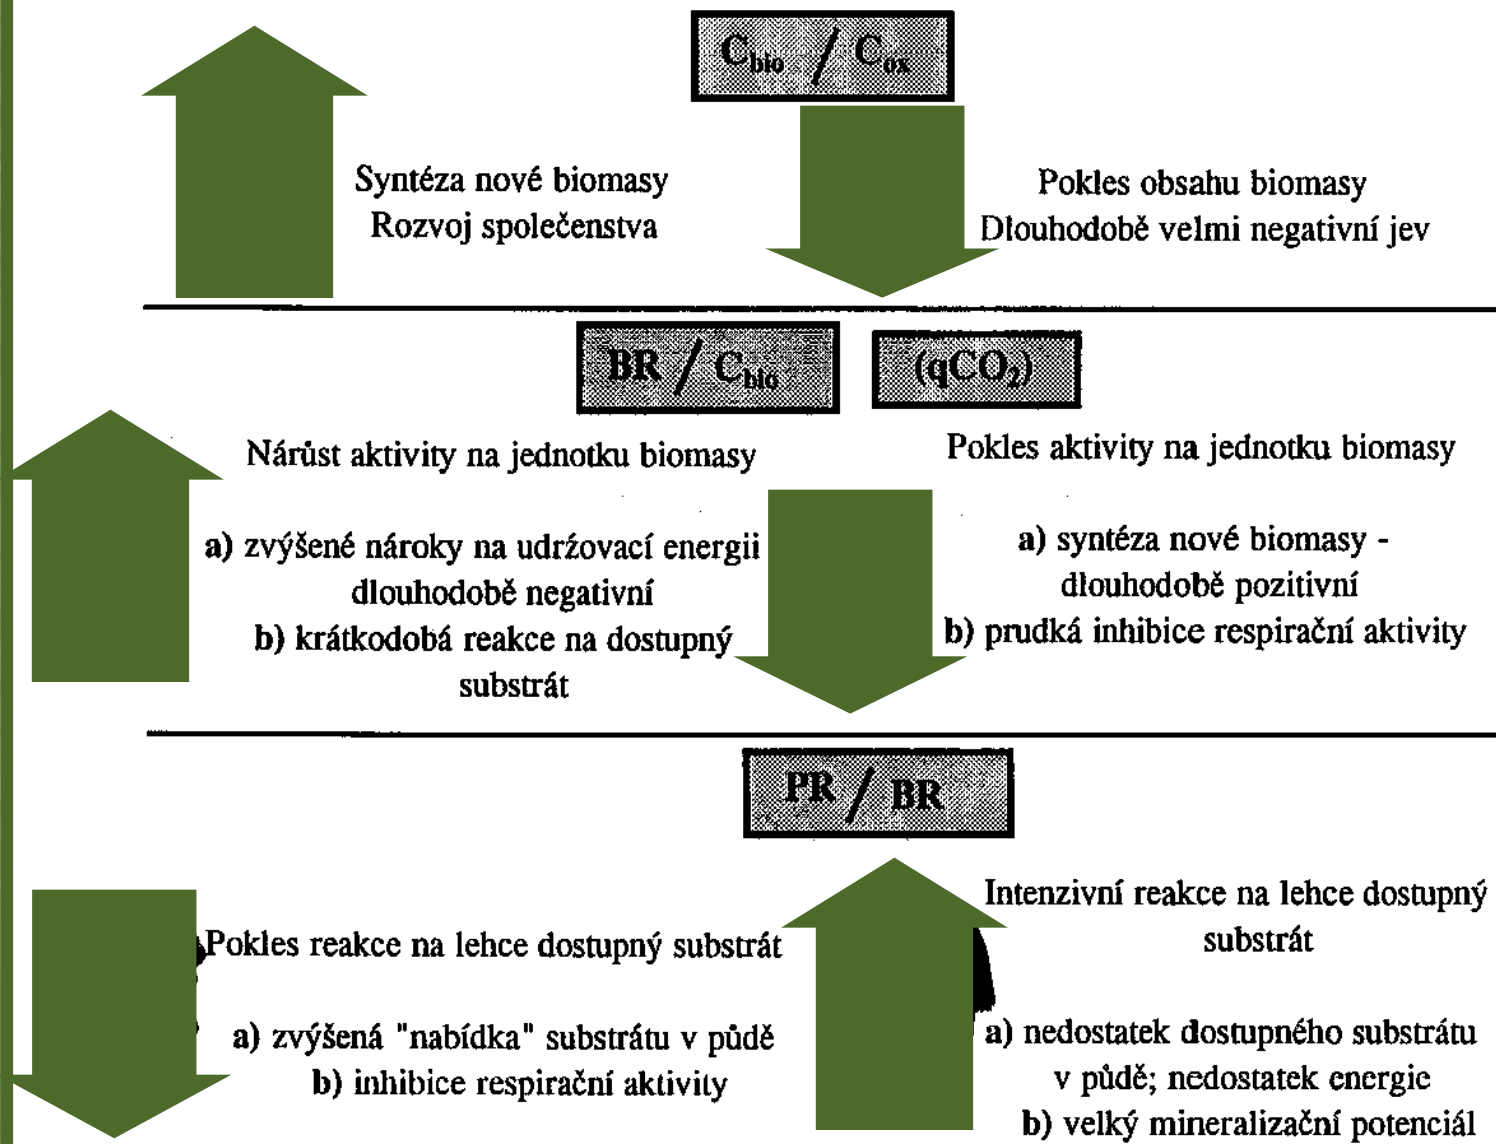 C_bio / C_ox
Syntéza nové biomasy
Rozvoj společenstva
Pokles obsahu biomasy
Dlouhodobě velmi negativní jev
BR / C_bio
(qCO₂)
Nárůst aktivity na jednotku biomasy
a) zvýšené nároky na udržovací energii
dlouhodobě negativní
b) krátkodobá reakce na dostupný
substrát
Pokles aktivity na jednotku biomasy
a) syntéza nové biomasy -
dlouhodobě pozitivní
b) prudká inhibice respirační aktivity
PR / BR
Pokles reakce na lehce dostupný substrát
a) zvýšená "nabídka" substrátu v půdě
b) inhibice respirační aktivity
Intenzivní reakce na lehce dostupný
substrát
a) nedostatek dostupného substrátu
v půdě; nedostatek energie
b) velký mineralizační potenciál